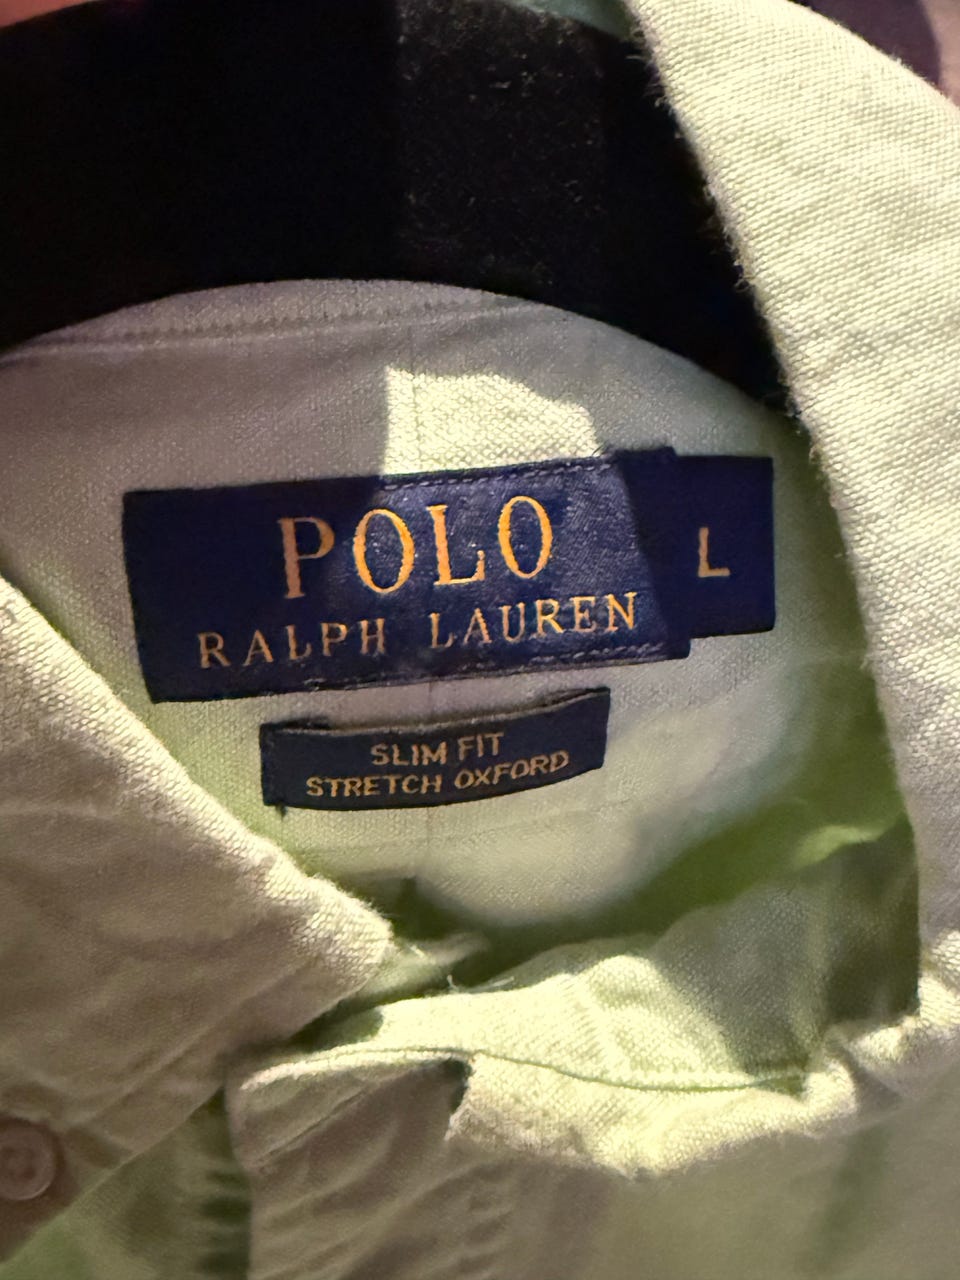 POLO
RALPH LAUREN
L
SLIM FIT
STRETCH OXFORD